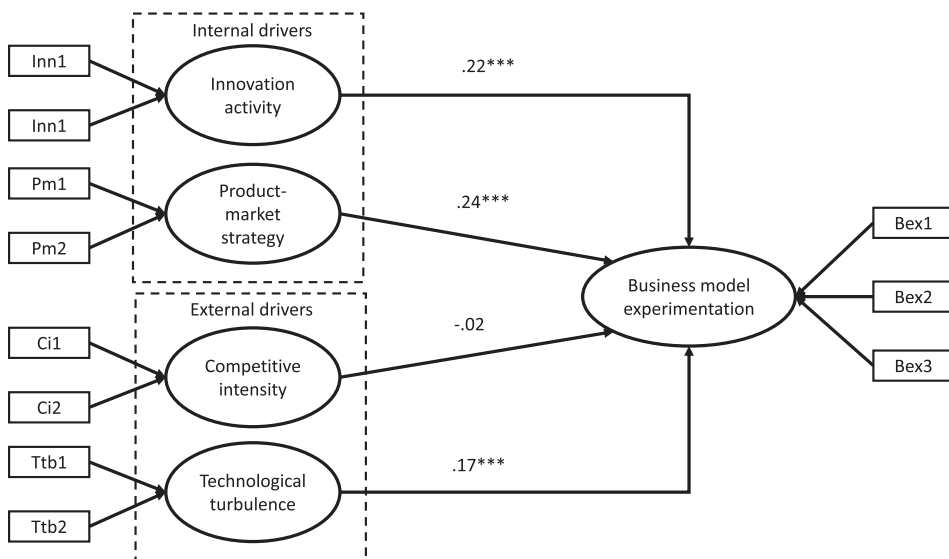 Internal drivers
Inn1
Inn1
Innovation
activity
.22***
Pm1
Pm2
Product-
market
strategy
.24***
External drivers
Ci1
Ci2
Competitive
intensity
-.02
Ttb1
Ttb2
Technological
turbulence
.17***
Business model
experimentation
Bex1
Bex2
Bex3